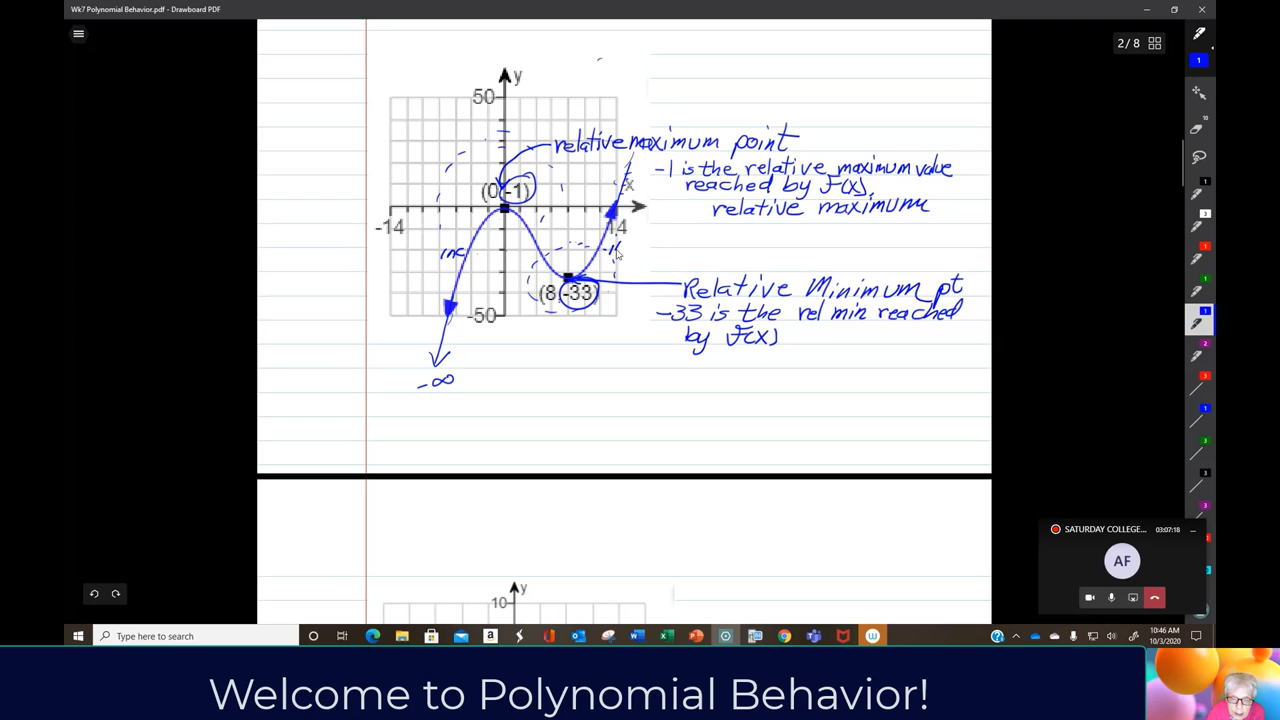 Wk7 Polynomial Behavior.pdf - Drawboard PDF
2/8
y
50
relative maximum point
-1 is the relative maximum value
reached by f(x).
relative maximum
(0,-1)
x
-14
14
inc
(8,-33)
Relative Minimum pt
-33 is the rel min reached
by f(x)
-50
-∞
y
10
SATURDAY COLLEGE...
03:07:18
AF
Type here to search
10:46 AM
10/3/2020
Welcome to Polynomial Behavior!